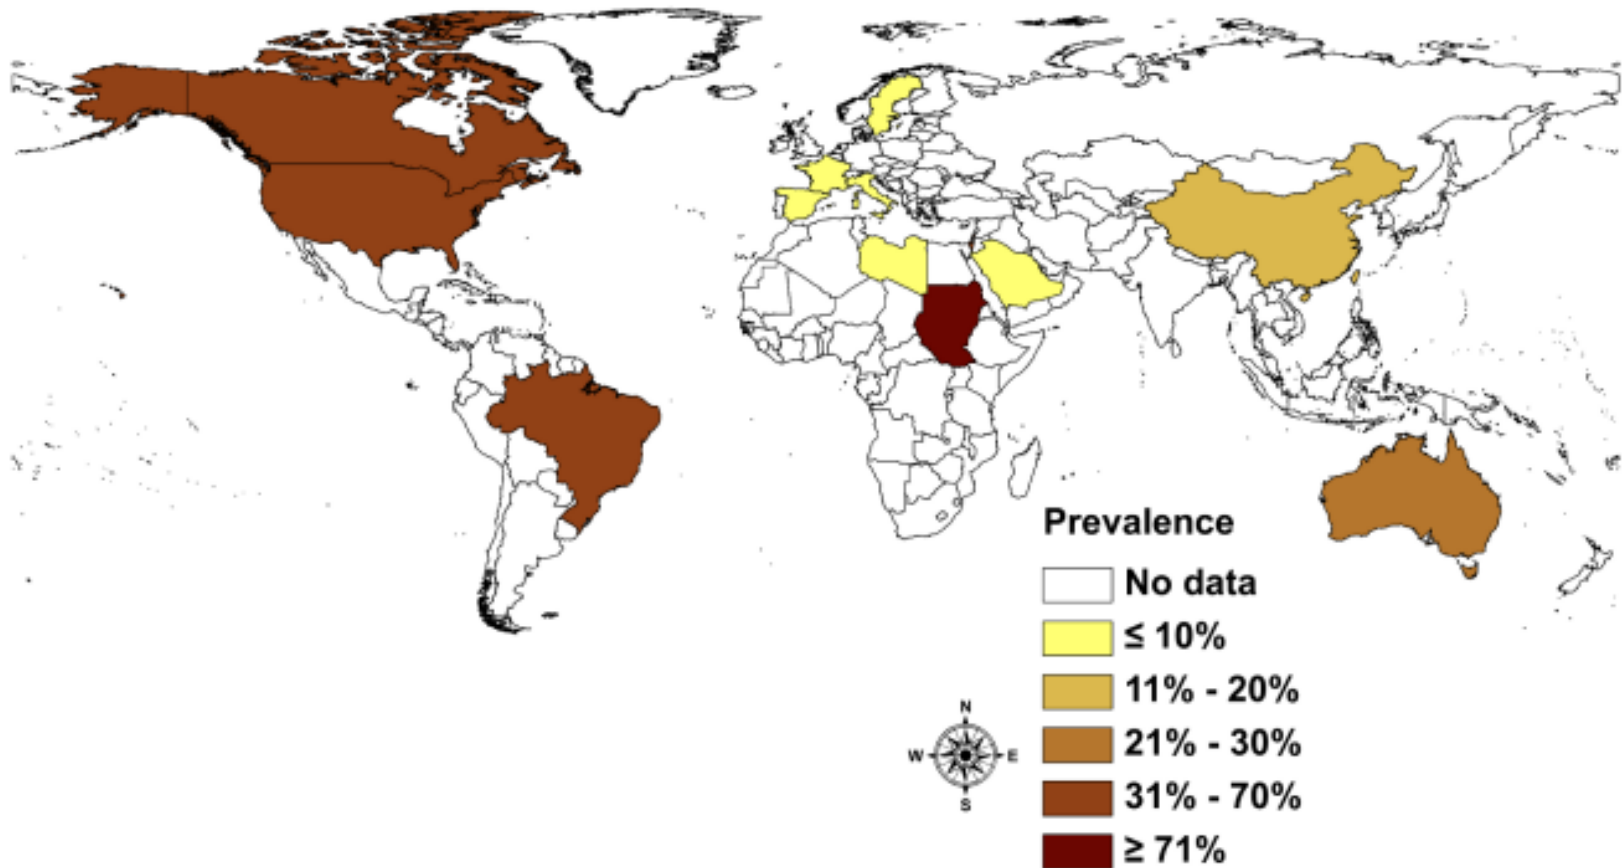 Prevalence
No data
≤ 10%
11% - 20%
21% - 30%
31% - 70%
≥ 71%
N
W E
S